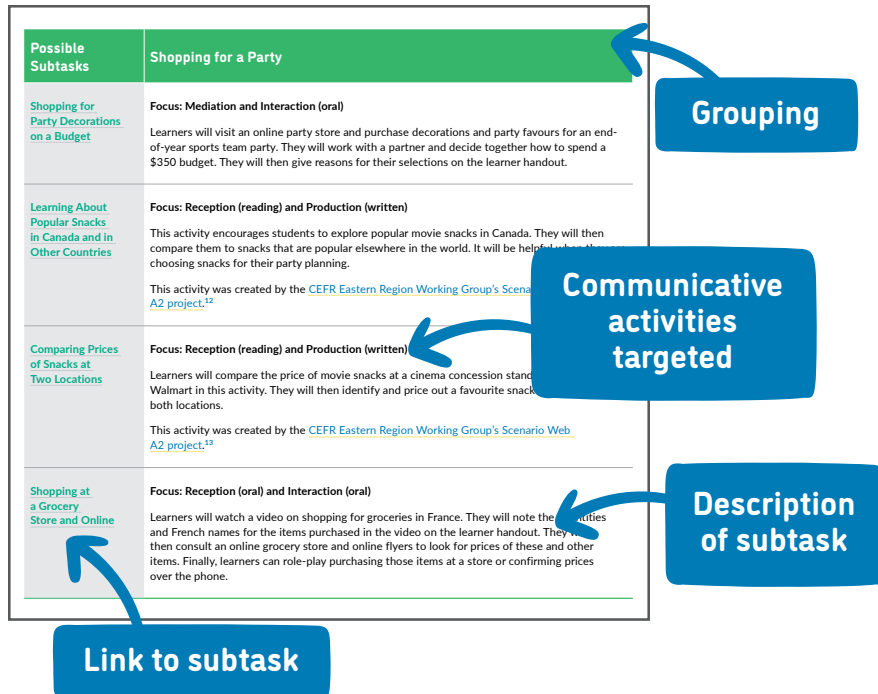 Possible
Subtasks
Shopping for a Party
Grouping
Shopping for
Party Decorations
on a Budget
Focus: Mediation and Interaction (oral)
Learners will visit an online party store and purchase decorations and party favours for an end-
of-year sports team party. They will work with a partner and decide together how to spend a
$350 budget. They will then give reasons for their selections on the learner handout.
Learning About
Popular Snacks
in Canada and in
Other Countries
Focus: Reception (reading) and Production (written)
This activity encourages students to explore popular movie snacks in Canada. They will then
compare them to snacks that are popular elsewhere in the world. It will be helpful when they are
choosing snacks for their party planning.
This activity was created by the CEFR Eastern Region Working Group's
A2 project.¹²
Communicative
activities
targeted
Comparing Prices
of Snacks at
Two Locations
Focus: Reception (reading) and Production (written)
Learners will compare the price of movie snacks at a cinema concession
Walmart in this activity. They will then identify and price out a favourite
both locations.
This activity was created by the CEFR Eastern Region Working Group's Scenario Web
A2 project.¹³
Shopping at
a Grocery
Store and Online
Focus: Reception (oral) and Interaction (oral)
Learners will watch a video on shopping for groceries in France. They will note the
and French names for the items purchased in the video on the learner handout. They
then consult an online grocery store and online flyers to look for prices of these and other
items. Finally, learners can role-play purchasing those items at a store or confirming prices
over the phone.
Description
of subtask
Link to subtask